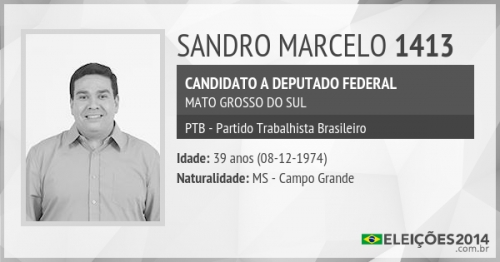 SANDRO MARCELO 1413
CANDIDATO A DEPUTADO FEDERAL
MATO GROSSO DO SUL
PTB - Partido Trabalhista Brasileiro
Idade: 39 anos (08-12-1974)
Naturalidade: MS - Campo Grande
ELEIÇÕES2014
.com.br